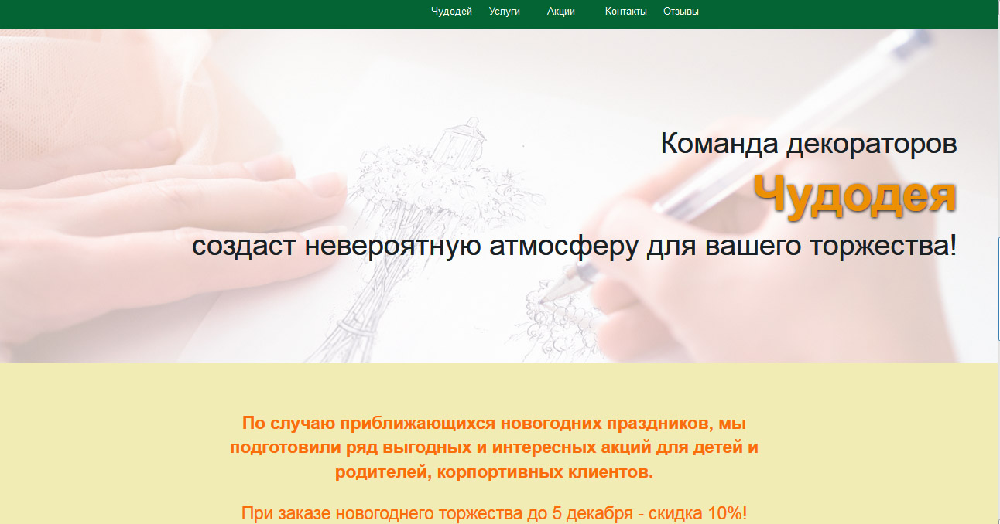 Чудодей Услуги Акции Контакты Отзывы
Команда декораторов
Чудодея
создаст невероятную атмосферу для вашего торжества!
По случаю приближающихся новогодних праздников, мы
подготовили ряд выгодных и интересных акций для детей и
родителей, корпортивных клиентов.
При заказе новогоднего торжества до 5 декабря - скидка 10%!